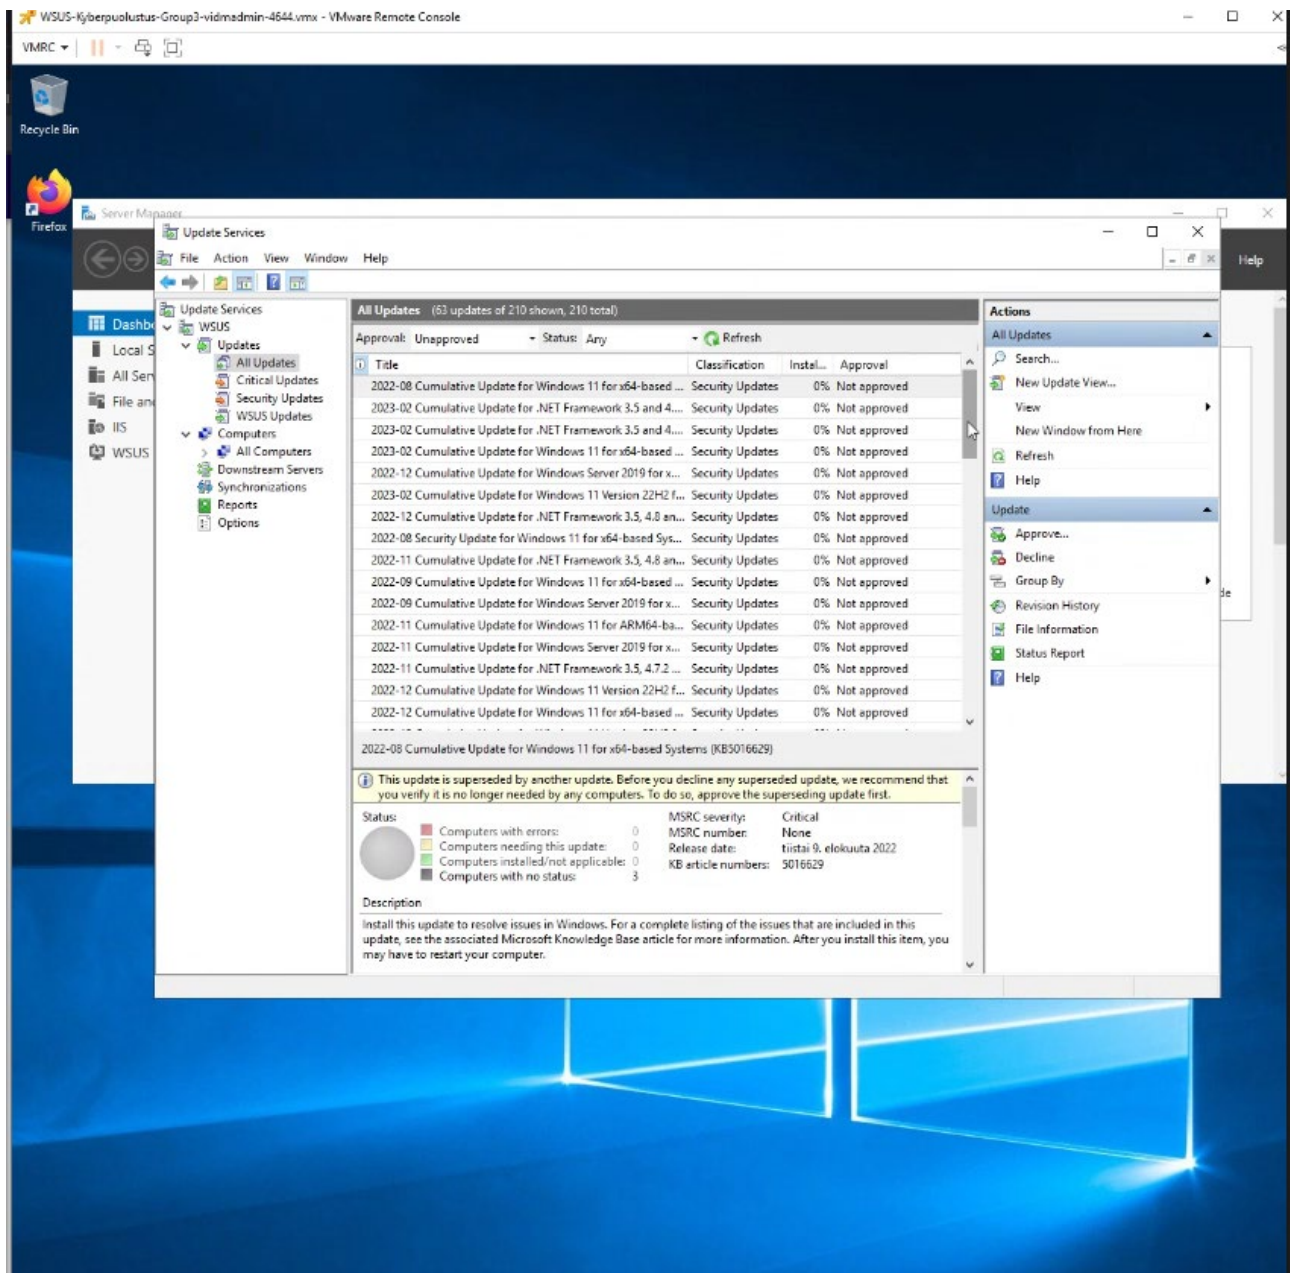 WSUS-Kyberpuolustus-Group3-vidmadmin-4644.vmx - VMware Remote Console
VMRC
Recycle Bin
Firefox
Server Manager
Help
Dashb
Local S
All Serv
File and
IIS
WSUS
de
Update Services
File Action View Window Help
Update Services
WSUS
Updates
All Updates
Critical Updates
Security Updates
WSUS Updates
Computers
All Computers
Downstream Servers
Synchronizations
Reports
Options
All Updates (63 updates of 210 shown, 210 total)
Approval: Unapproved Status: Any Refresh
Title Classification Instal... Approval
2022-08 Cumulative Update for Windows 11 for x64-based ... Security Updates 0% Not approved
2023-02 Cumulative Update for .NET Framework 3.5 and 4.... Security Updates 0% Not approved
2023-02 Cumulative Update for .NET Framework 3.5 and 4.... Security Updates 0% Not approved
2023-02 Cumulative Update for Windows 11 for x64-based ... Security Updates 0% Not approved
2022-12 Cumulative Update for Windows Server 2019 for x... Security Updates 0% Not approved
2023-02 Cumulative Update for Windows 11 Version 22H2 f... Security Updates 0% Not approved
2022-12 Cumulative Update for .NET Framework 3.5, 4.8 an... Security Updates 0% Not approved
2022-08 Security Update for Windows 11 for x64-based Sys... Security Updates 0% Not approved
2022-11 Cumulative Update for .NET Framework 3.5, 4.8 an... Security Updates 0% Not approved
2022-09 Cumulative Update for Windows 11 for x64-based ... Security Updates 0% Not approved
2022-09 Cumulative Update for Windows Server 2019 for x... Security Updates 0% Not approved
2022-11 Cumulative Update for Windows 11 for ARM64-ba... Security Updates 0% Not approved
2022-11 Cumulative Update for Windows Server 2019 for x... Security Updates 0% Not approved
2022-11 Cumulative Update for .NET Framework 3.5, 4.7.2 ... Security Updates 0% Not approved
2022-12 Cumulative Update for Windows 11 Version 22H2 f... Security Updates 0% Not approved
2022-12 Cumulative Update for Windows 11 for x64-based ... Security Updates 0% Not approved
2022-08 Cumulative Update for Windows 11 for x64-based Systems (KB5016629)
This update is superseded by another update. Before you decline any superseded update, we recommend that
you verify it is no longer needed by any computers. To do so, approve the superseding update first.
Status:
Computers with errors: 0
Computers needing this update: 0
Computers installed/not applicable: 0
Computers with no status: 3
MSRC severity: Critical
MSRC number: None
Release date: tiistai 9. elokuuta 2022
KB article numbers: 5016629
Description
Install this update to resolve issues in Windows. For a complete listing of the issues that are included in this
update, see the associated Microsoft Knowledge Base article for more information. After you install this item, you
may have to restart your computer.
Actions
All Updates
Search...
New Update View...
View
New Window from Here
Refresh
Help
Update
Approve...
Decline
Group By
Revision History
File Information
Status Report
Help